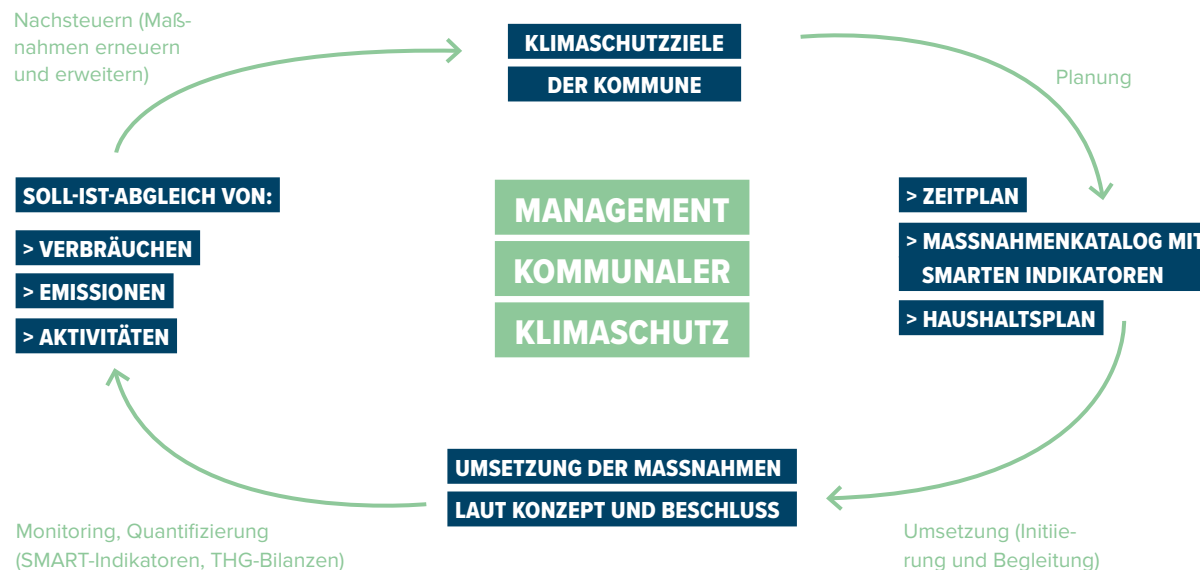 Nachsteuern (Maß-
nahmen erneuern
und erweitern)
KLIMASCHUTZZIELE
DER KOMMUNE
Planung
SOLL-IST-ABGLEICH VON:
> VERBRÄUCHEN
> EMISSIONEN
> AKTIVITÄTEN
MANAGEMENT
KOMMUNALER
KLIMASCHUTZ
> ZEITPLAN
> MASSNAHMENKATALOG MIT
SMARTEN INDIKATOREN
> HAUSHALTSPLAN
UMSETZUNG DER MASSNAHMEN
LAUT KONZEPT UND BESCHLUSS
Monitoring, Quantifizierung
(SMART-Indikatoren, THG-Bilanzen)
Umsetzung (Initiie-
rung und Begleitung)